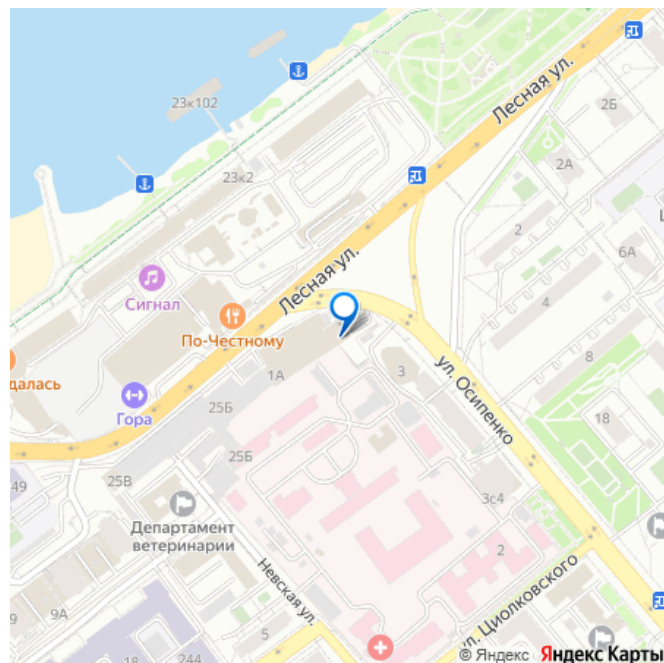 23к102
23к2
Лесная ул.
2Б
2А
2
6А
4
8
Сигнал
Лесная ул.
По-Честному
далась
1А
3
ул. Осипенко
18
Гора
25Б
25Б
49
25В
3с4
Департамент
ветеринарии
2
Невская ул.
ул. Циолковского
9
9А
5
18
244
© Яндекс Яндекс Карты